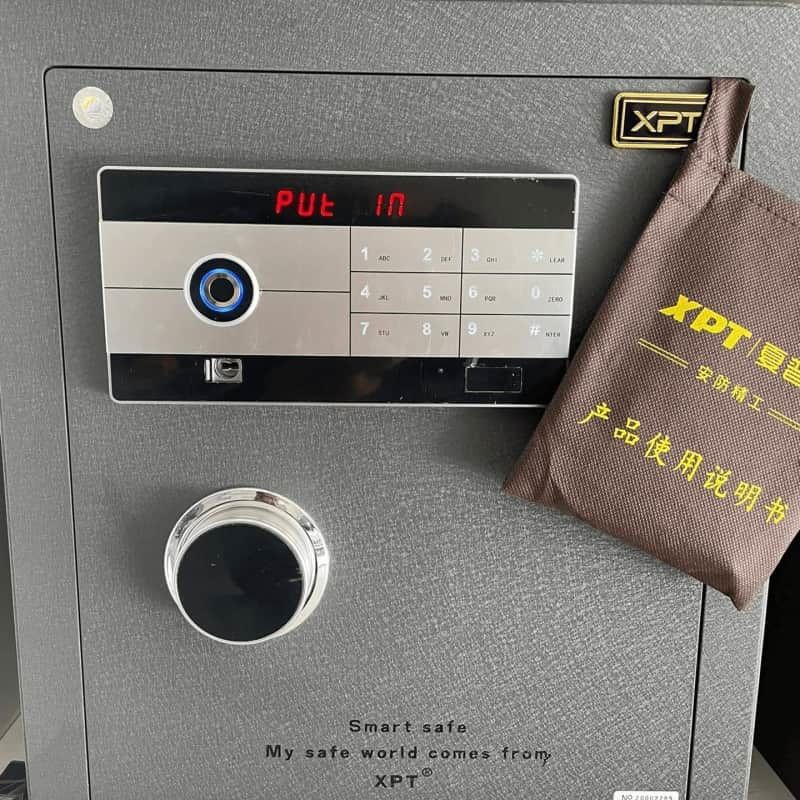 XPT
PUt IN
1 ABC 2 DEF 3 GHI * LEAR
4 JKL 5 MNO 6 PQR 0 ZERO
7 STU 8 VW 9 XYZ # NTER
XPT/夏普
安防精工
产品使用说明书
Smart safe
My safe world comes from
XPT®